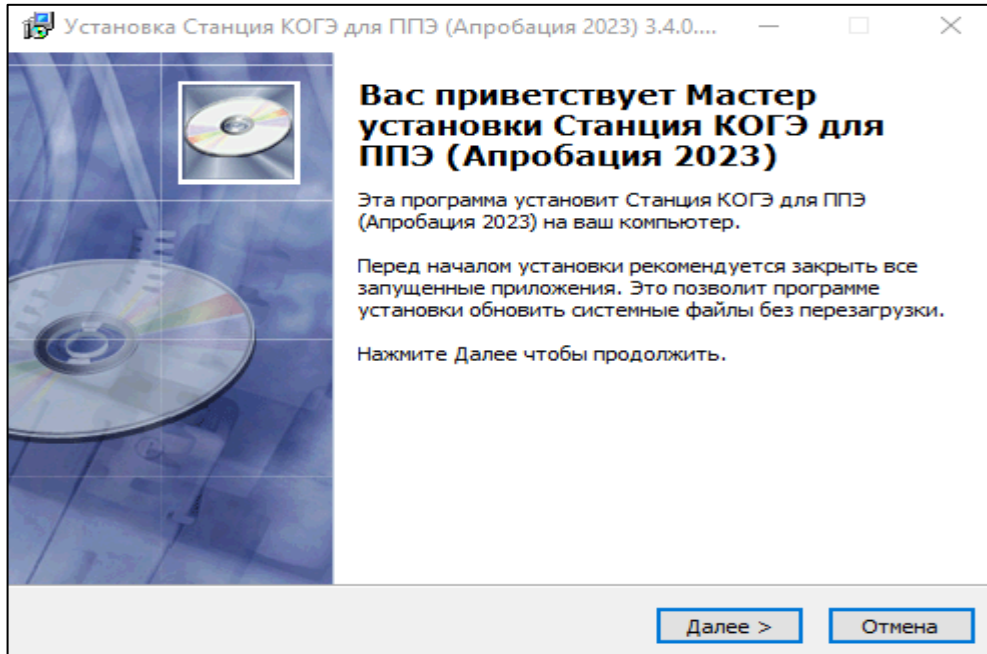 Установка Станция КОГЭ для ППЭ (Апробация 2023) 3.4.0....
Вас приветствует Мастер
установки Станция КОГЭ для
ППЭ (Апробация 2023)
Эта программа установит Станция КОГЭ для ППЭ
(Апробация 2023) на ваш компьютер.
Перед началом установки рекомендуется закрыть все
запущенные приложения. Это позволит программе
установки обновить системные файлы без перезагрузки.
Нажмите Далее чтобы продолжить.
Далее > Отмена